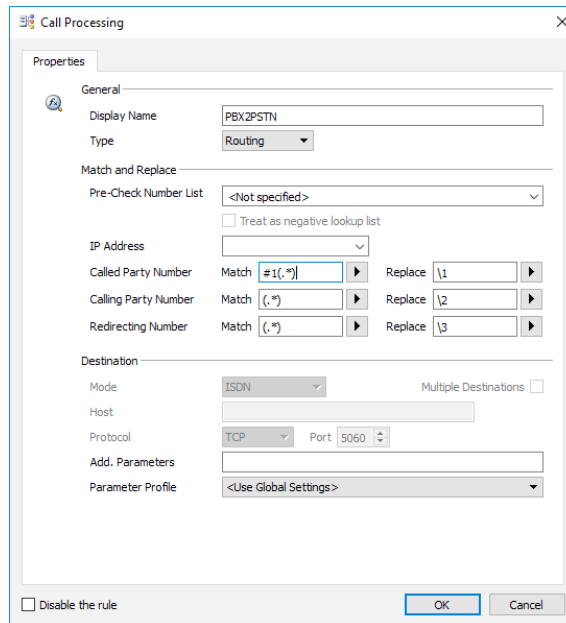 Call Processing
Properties
General
Display Name PBX2PSTN
Type Routing
Match and Replace
Pre-Check Number List <Not specified>
Treat as negative lookup list
IP Address
Called Party Number Match #1(.*) Replace \1
Calling Party Number Match (.*) Replace \2
Redirecting Number Match (.*) Replace \3
Destination
Mode ISDN Multiple Destinations
Host
Protocol TCP Port 5060
Add. Parameters
Parameter Profile <Use Global Settings>
Disable the rule OK Cancel